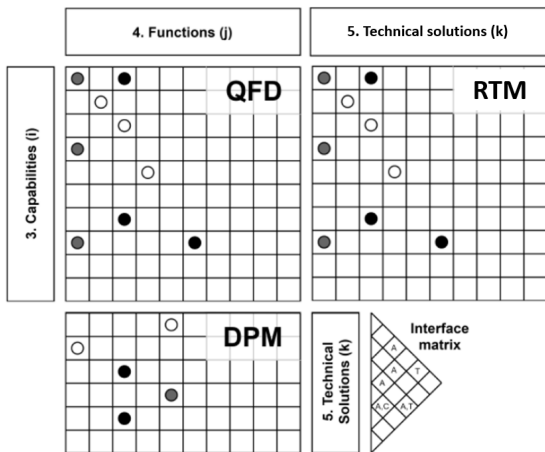 4. Functions (j)
5. Technical solutions (k)
3. Capabilities (i)
QFD
RTM
DPM
5. Technical
Solutions (k)
Interface
matrix
A
A
T
A
A,C
A,T